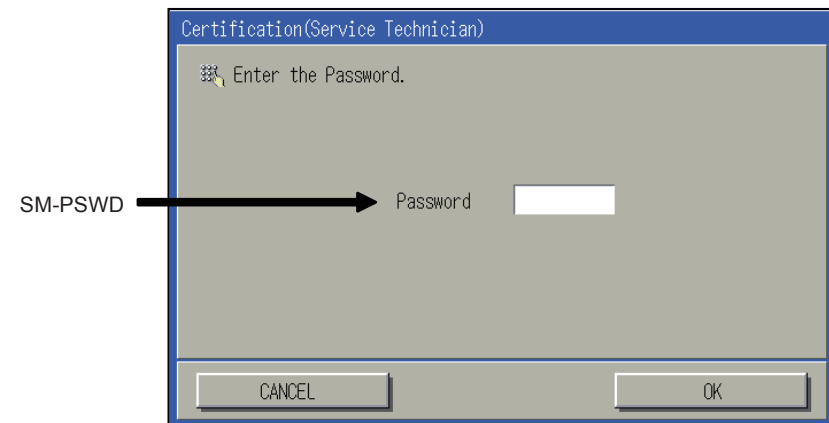 Certification(Service Technician)
Enter the Password.
SM-PSWD
Password
CANCEL
OK